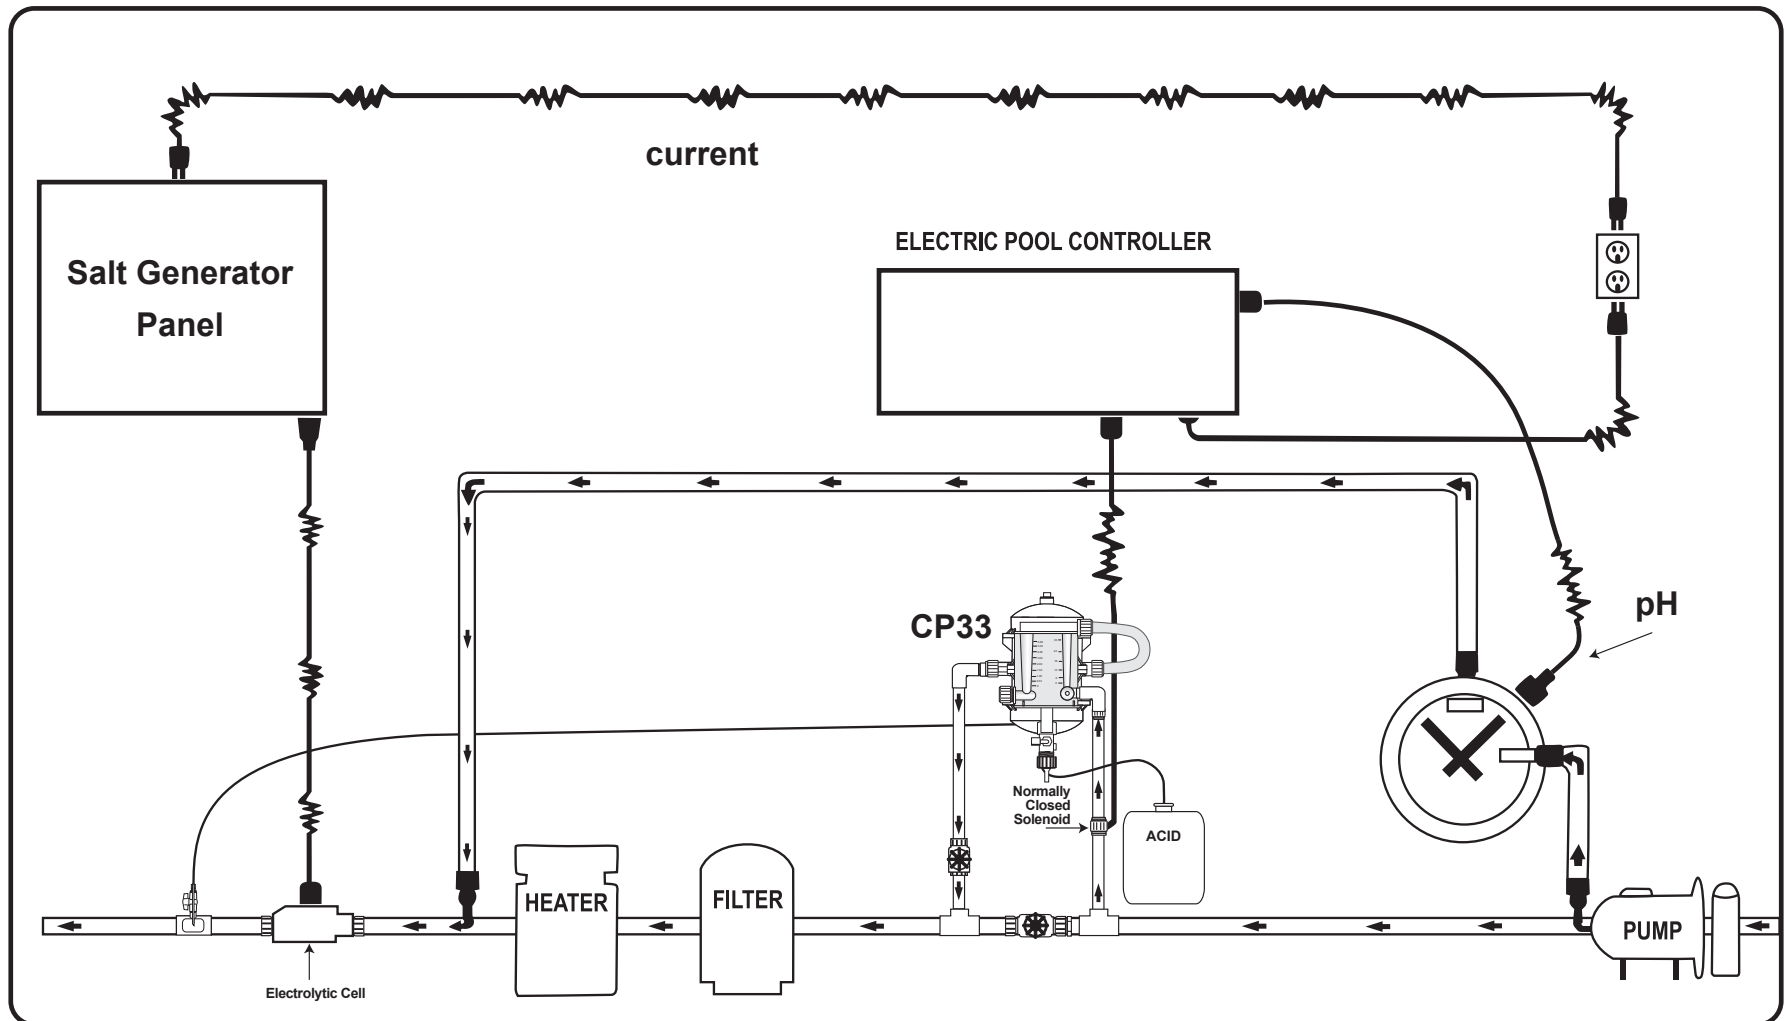 current
Salt Generator
Panel
ELECTRIC POOL CONTROLLER
CP33
pH
Normally
Closed
Solenoid
ACID
HEATER
FILTER
PUMP
Electrolytic Cell